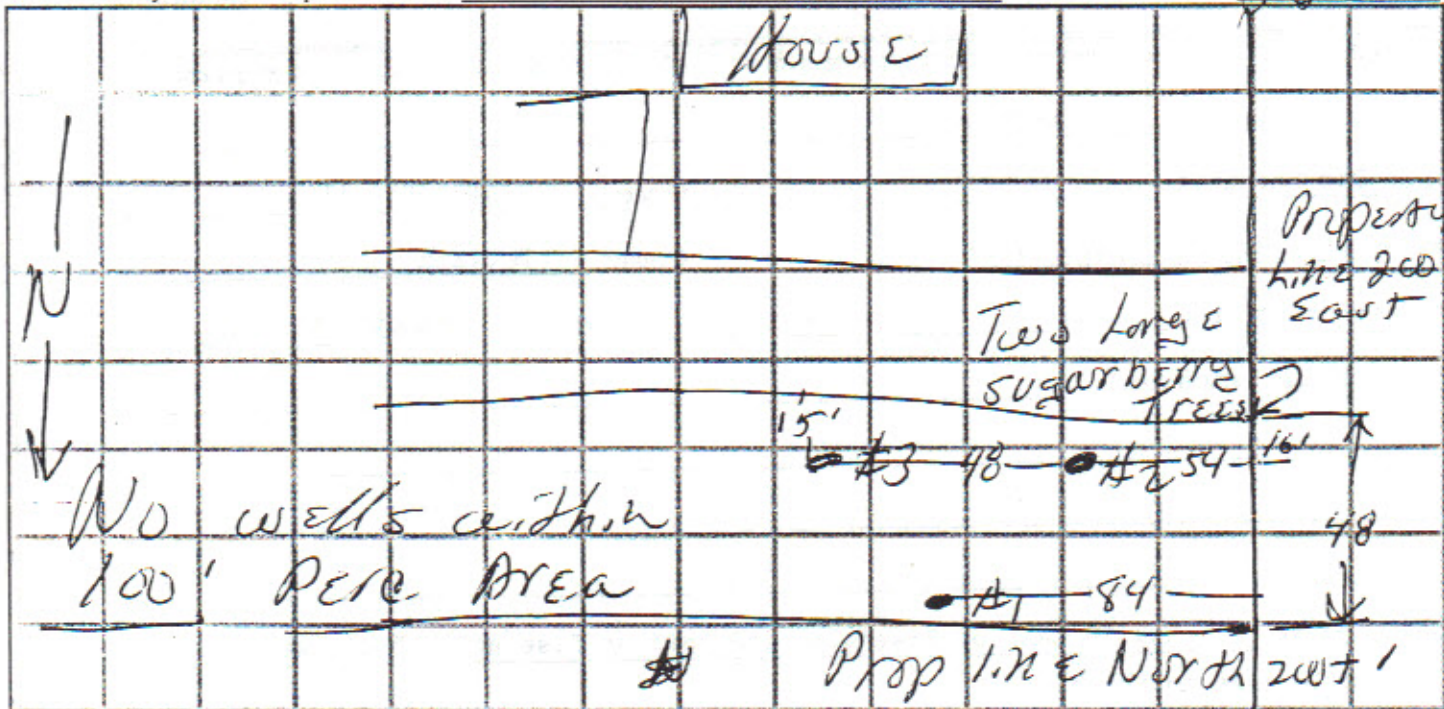 House
N
Property
Line 200
East
Two Large
sugarberry
Trees
15'
#3 48 #2 54 16'
48
No wells within
100' Perc Area
#1 84
Prop line North 200+'